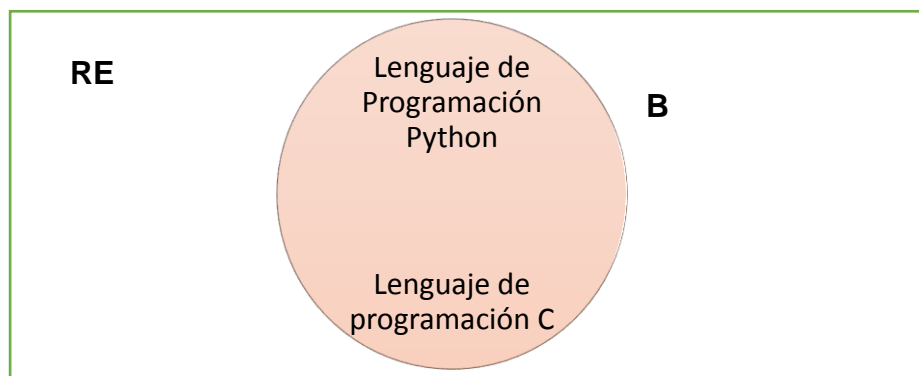 RE
Lenguaje de
Programación
Python
B
Lenguaje de
programación C